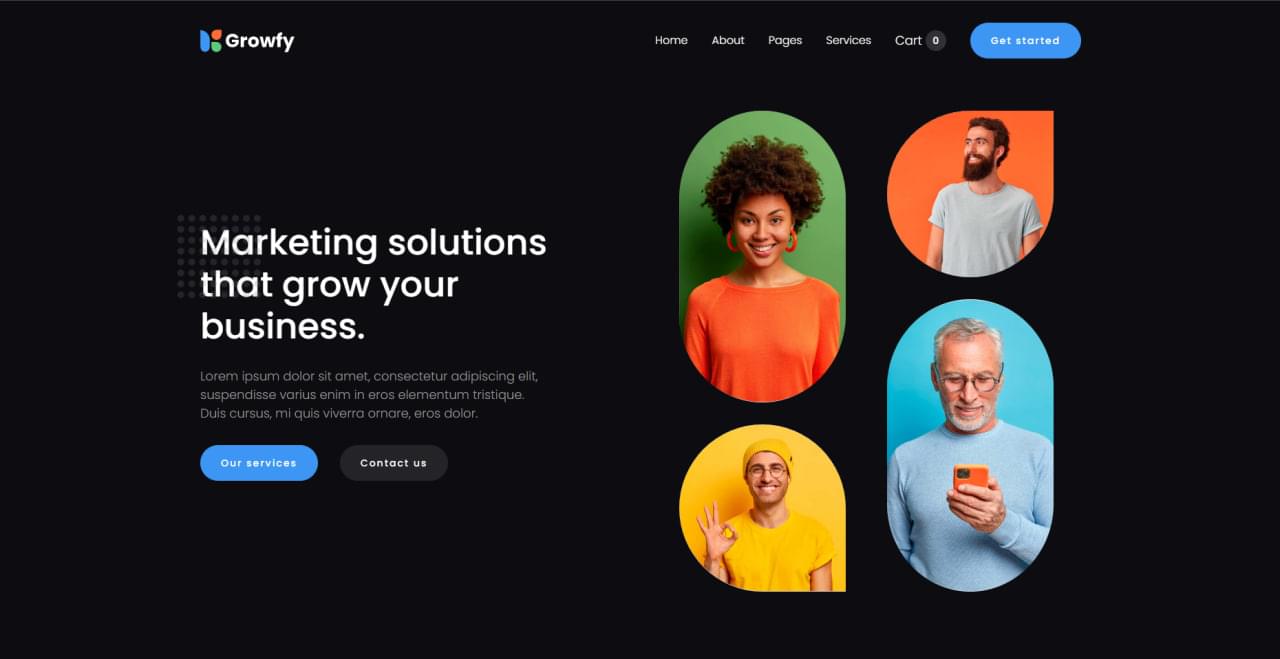 Growfy
Home About Pages Services Cart 0 Get started
Marketing solutions
that grow your
business.
Lorem ipsum dolor sit amet, consectetur adipiscing elit,
suspendisse varius enim in eros elementum tristique.
Duis cursus, mi quis viverra ornare, eros dolor.
Our services Contact us